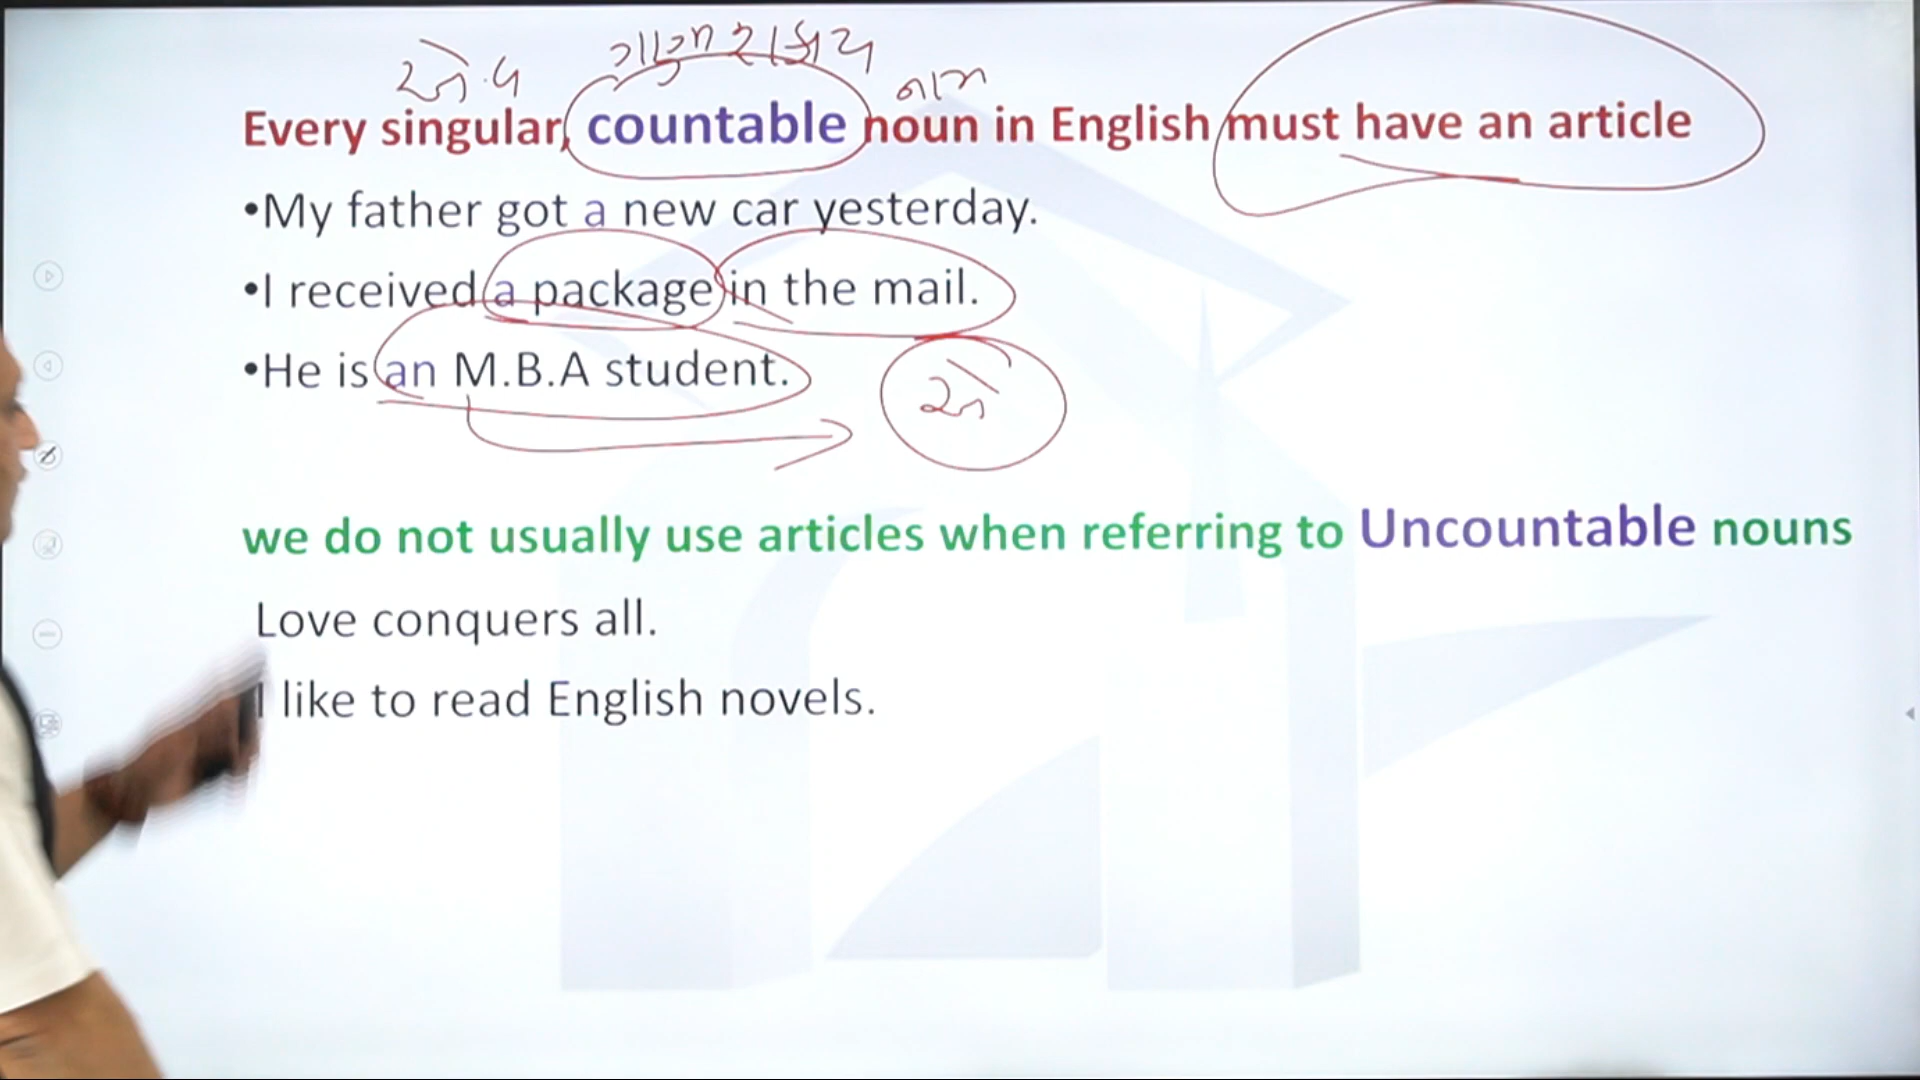 એ.વ
નામ
Every singular, countable noun in English must have an article
•My father got a new car yesterday.
•I received a package in the mail.
•He is an M.B.A student.
એ
we do not usually use articles when referring to Uncountable nouns
Love conquers all.
I like to read English novels.